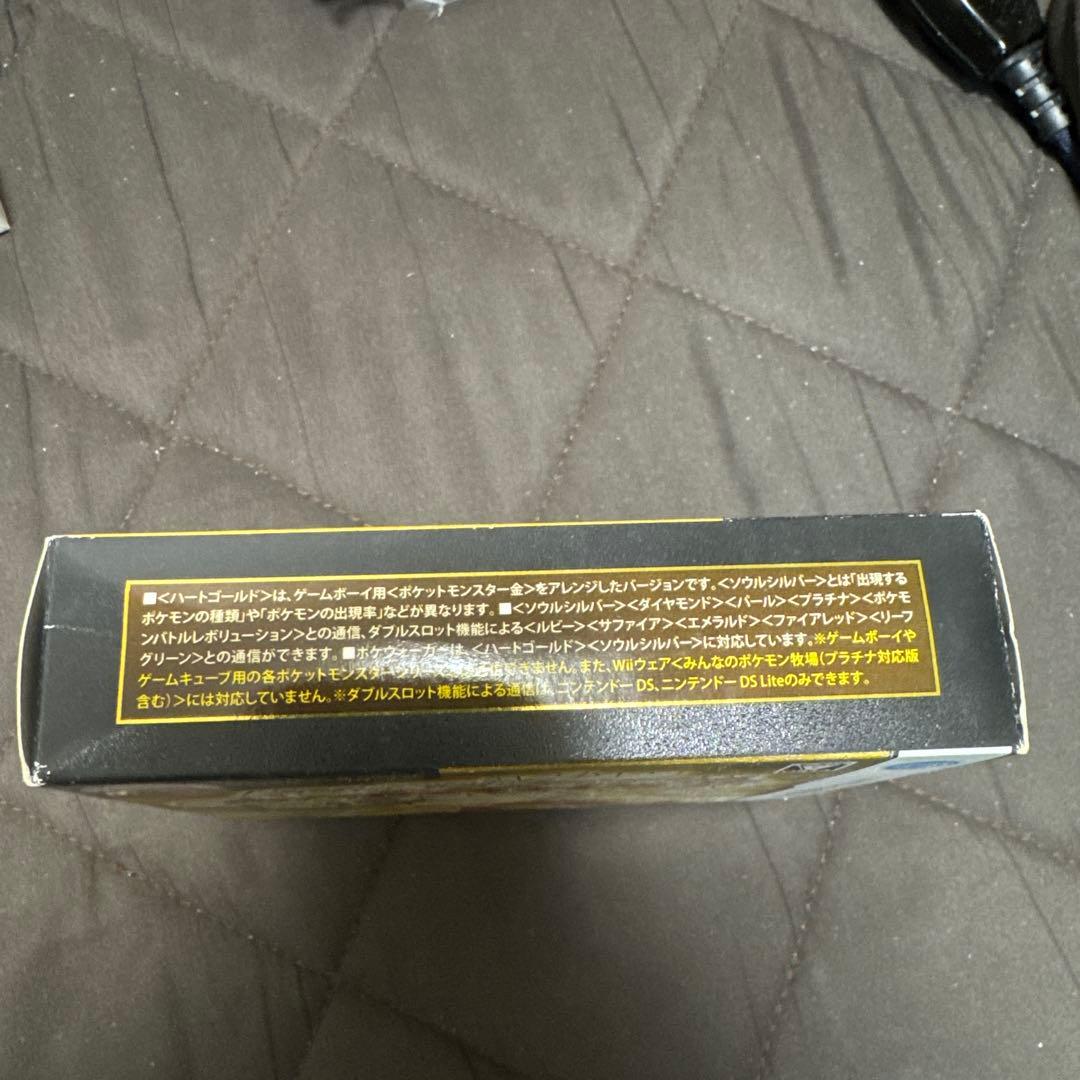 ■<ハートゴールド>は、ゲームボーイ用<ポケットモンスター金>をアレンジしたバージョンです。<ソウルシルバー>とは「出現する
ポケモンの種類」や「ポケモンの出現率」などが異なります。■<ソウルシルバー><ダイヤモンド><パール><プラチナ><ポケモ
ンバトルレボリューション>との通信、ダブルスロット機能による<ルビー><サファイア><エメラルド><ファイアレッド><リーフ
グリーン>との通信ができます。■ポケウォーカーは、<ハートゴールド><ソウルシルバー>に対応しています。※ゲームボーイや
ゲームキューブ用の各ポケットモンスターシリーズとは通信できません。また、Wiiウェア<みんなのポケモン牧場(プラチナ対応版
含む)>には対応していません。※ダブルスロット機能による通信は、ニンテンドーDS、ニンテンドーDS Liteのみできます。